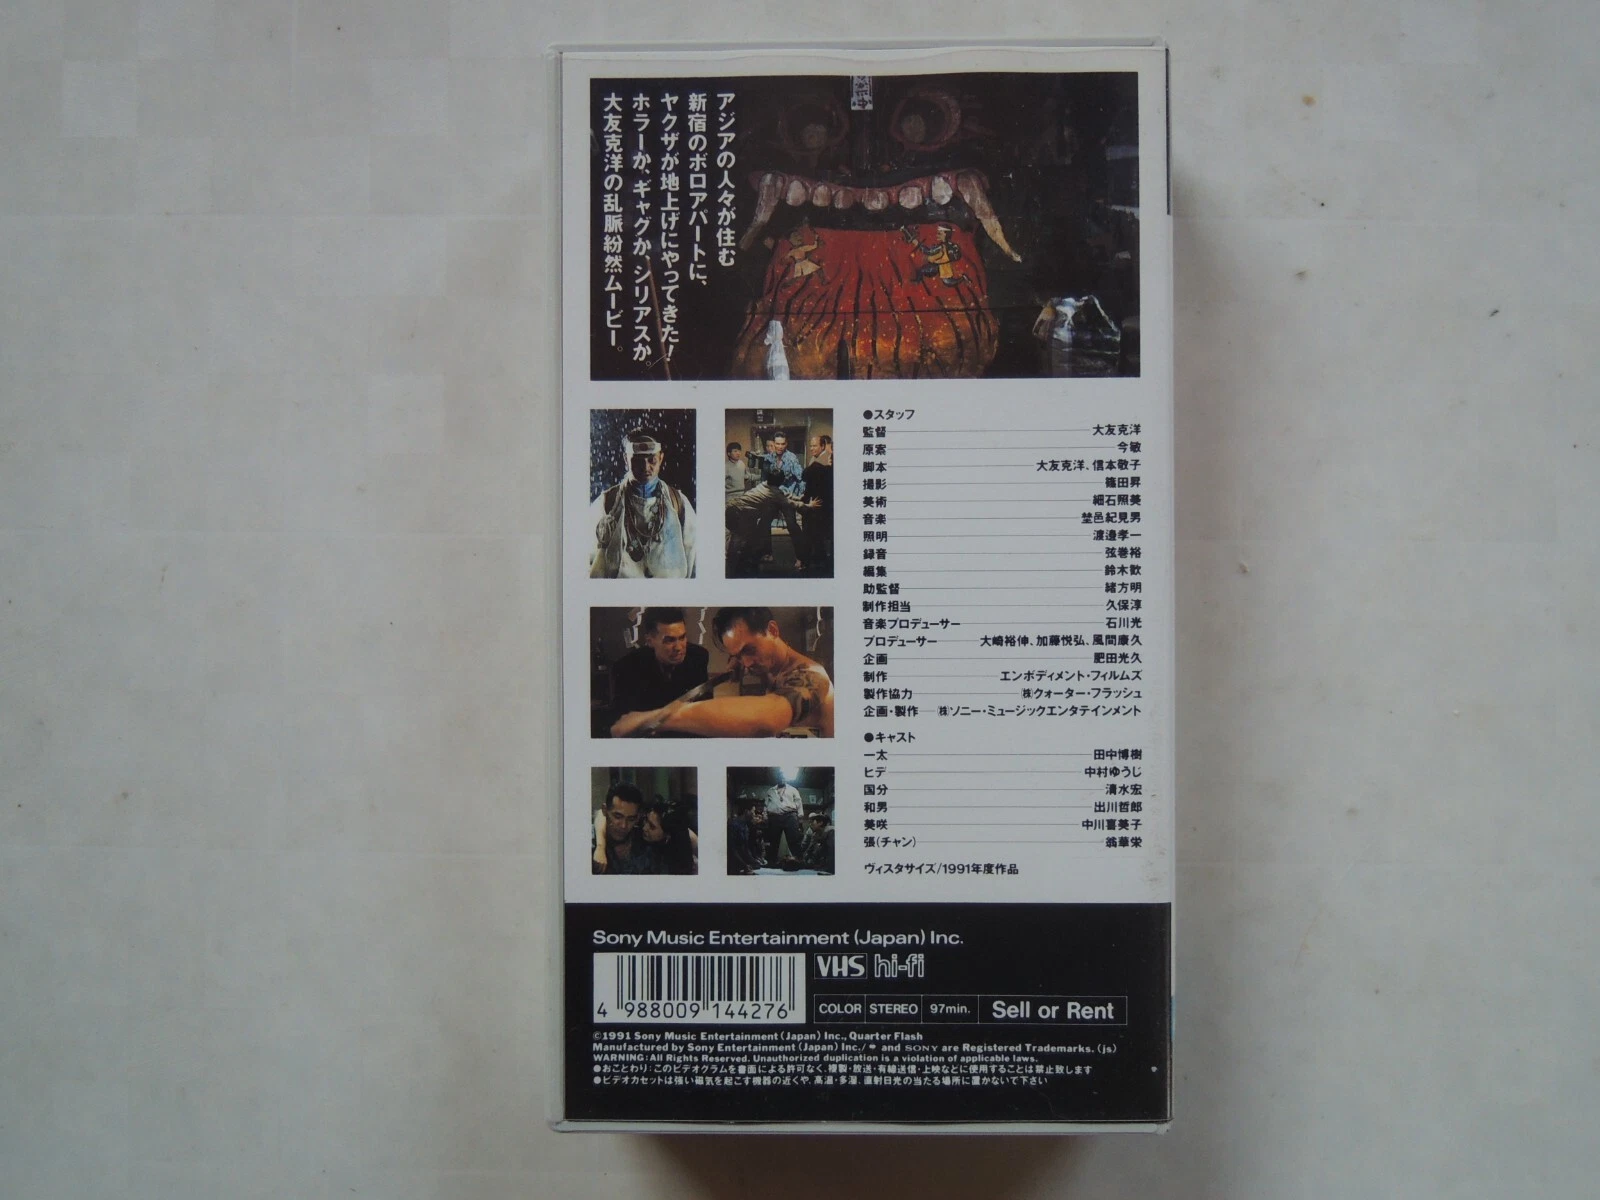 アジアの人々が住む
新宿のボロアパートに、
ヤクザが地上げにやってきた!
ホラーか、ギャグか、シリアスか。
大友克洋の乱脈紛然ムービー。
●スタッフ
監督 大友克洋
原案 今敏
脚本 大友克洋、信本敬子
撮影 篠田昇
美術 細石照美
音楽 埜邑紀見男
照明 渡邉孝一
録音 弦巻裕
編集 鈴木歓
助監督 緒方明
制作担当 久保淳
音楽プロデューサー 石川光
プロデューサー 大崎裕伸、加藤悦弘、風間康久
企画 肥田光久
制作 エンボディメント・フィルムズ
製作協力 ㈱クォーター・フラッシュ
企画・製作 ㈱ソニー・ミュージックエンタテインメント
●キャスト
一太 田中博樹
ヒデ 中村ゆうじ
国分 清水宏
和男 出川哲郎
美咲 中川喜美子
張(チャン) 翁華栄
ヴィスタサイズ/1991年度作品
Sony Music Entertainment (Japan) Inc.
VHS hi-fi
4 988009 144276
COLOR STEREO 97min. Sell or Rent
©1991 Sony Music Entertainment (Japan) Inc., Quarter Flash
Manufactured by Sony Entertainment (Japan) Inc./ * and SONY are Registered Trademarks. (js)
WARNING: All Rights Reserved. Unauthorized duplication is a violation of applicable laws.
●おことわり:このビデオグラムを書面による許可なく、複製・放送・有線送信・上映などに使用することは禁止致します
●ビデオカセットは強い磁気を起こす機器の近くや、高温・多湿、直射日光の当たる場所に置かないで下さい